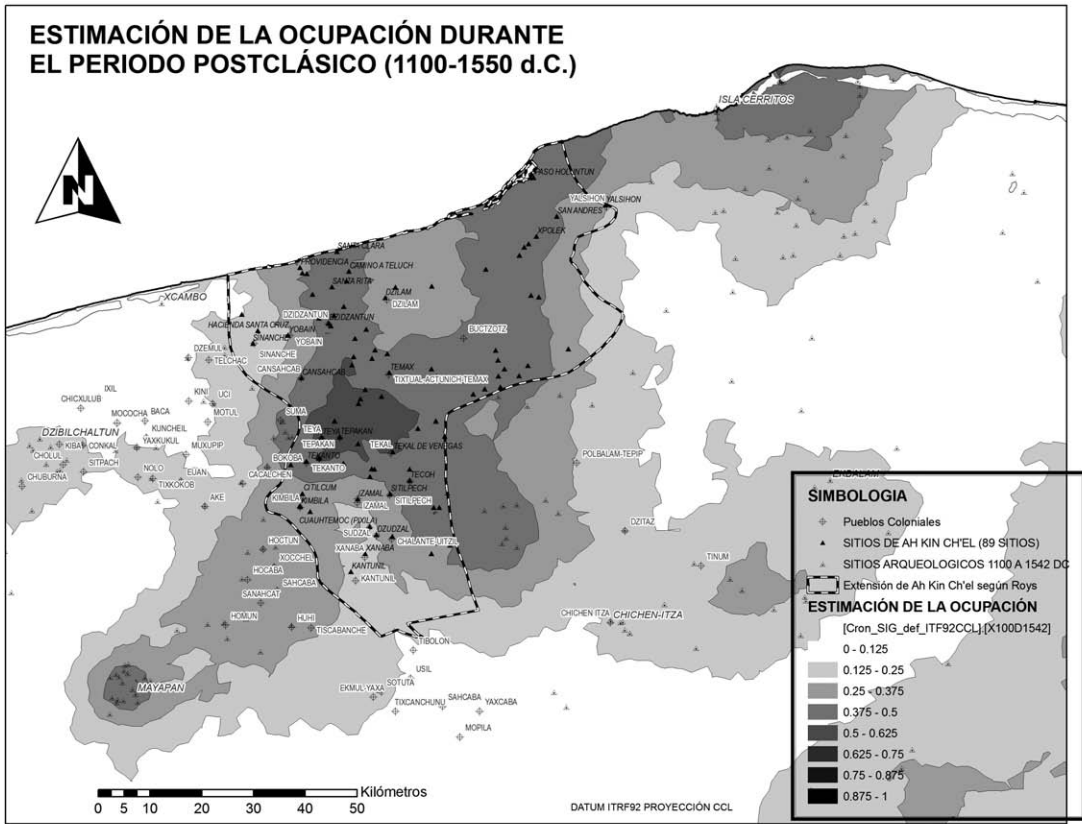 ESTIMACIÓN DE LA OCUPACIÓN DURANTE
EL PERIODO POSTCLÁSICO (1100-1550 d.C.)
N
ISLA CERRITOS
PASO HOLUNTUN
YALSIHON
YALSIHON
SAN ANDRES
XPOLEK
SANTA CLARA
PROVIDENCIA
CAMINO A TELUCH
SANTA RITA
DZILAM
DZILAM
XCAMBO
DZIDZANTUN
DZIDZANTUN
HACIENDA SANTA CRUZ
YOBAIN
SINANCHE
YOBAIN
BUCTZOTZ
DZEMUL
SINANCHE
TELCHAC
CANSAHCAB
TEMAX
CANSAHCAB
TIXTUAL ACTUNICH TEMAX
IXIL
KINI
UCI
CHICXULUB
MOTUL
SUMA
MOCOCHA
BACA
KUNCHEIL
TEYA
TEYA
TEPAKAN
DZIBILCHALTUN
YAXKUKUL
MUXUPIP
TEPAKAN
TEKAL
TEKAL DE VENEGAS
KIBA
CONKAL
CHOLUL
BOKOBA
TEKANTO
POLBALAM-TEPIP
SITPACH
NOLO
EUAN
CACALCHEN
TEKANTO
TECOH
CHUBURNA
TIXKOKOB
CITILCUM
EKBALAM
AKE
KIMBILA
KIMBILA
IZAMAL
SITILPECH
IZAMAL
SITILPECH
CUAUHTEMOC (PIXILA)
SUDZAL
DZUDZAL
DZITAZ
HOCTUN
CHALANTE UITZIL
XOCCHEL
XANABA
XANABA
TINUM
HOCABA
KANTUNIL
SAHCABA
KANTUNIL
SANAHCAT
CHICHEN ITZA
CHICHEN-ITZA
HOMUN
HUHI
TISCABANCHE
TIBOLON
USIL
MAYAPAN
SOTUTA
EKMUL-YAXA
SAHCABA
TIXCANCHUNU
YAXCABA
MOPILA
SIMBOLOGIA
Pueblos Coloniales
SITIOS DE AH KIN CH'EL (89 SITIOS)
SITIOS ARQUEOLOGICOS 1100 A 1542 DC
Extensión de Ah Kin Ch'el según Roys
ESTIMACIÓN DE LA OCUPACIÓN
[Cron_SIG_def_ITF92CCL].[X100D1542]
0 - 0.125
0.125 - 0.25
0.25 - 0.375
0.375 - 0.5
0.5 - 0.625
0.625 - 0.75
0.75 - 0.875
0.875 - 1
Kilómetros
0 5 10 20 30 40 50
DATUM ITRF92 PROYECCIÓN CCL